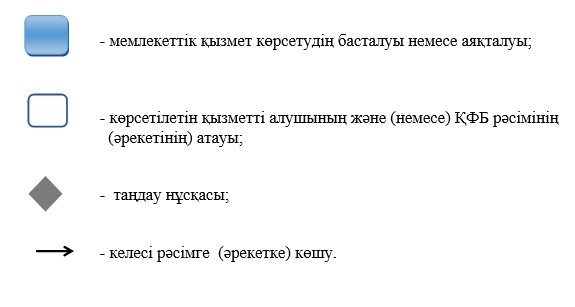 - мемлекеттік қызмет көрсетудің басталуы немесе аяқталуы;
- көрсетілетін қызметті алушының және (немесе) ҚФБ рәсімінің
(әрекетінің) атауы;
- таңдау нұсқасы;
- келесі рәсімге (әрекетке) көшу.